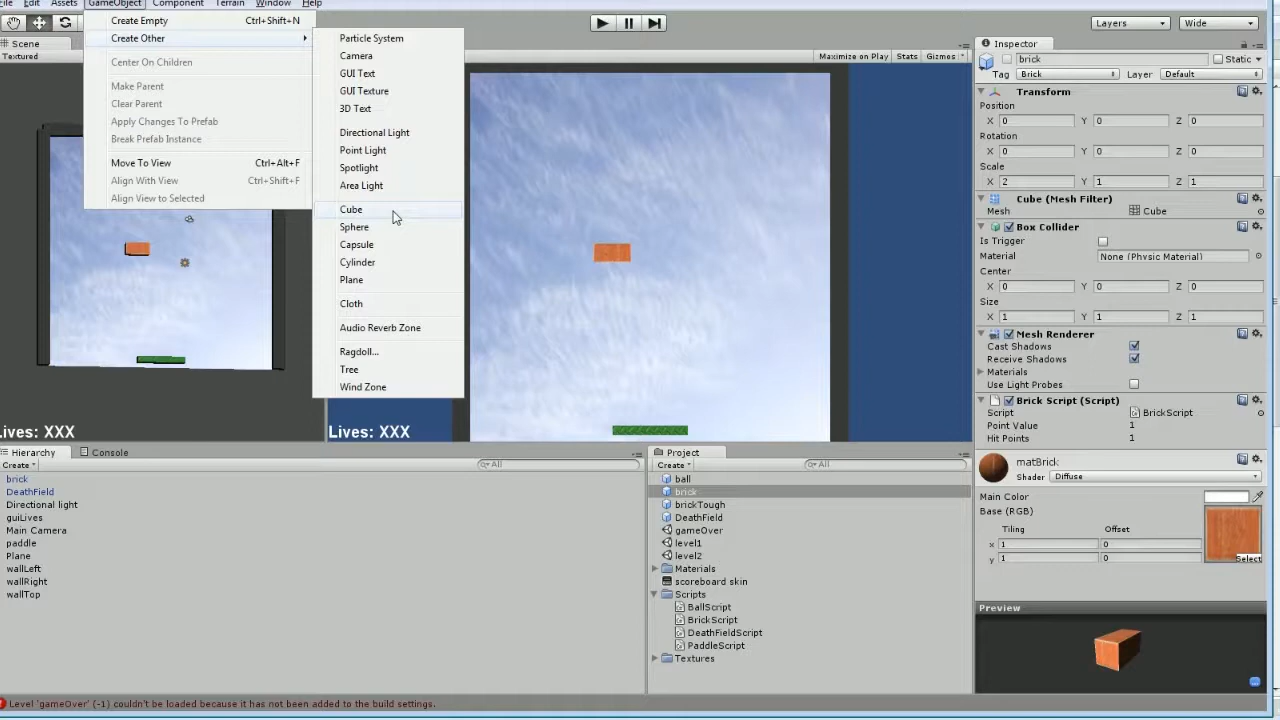 File Edit Assets GameObject Component Terrain Window Help
Create Empty Ctrl+Shift+N
Create Other
Center On Children
Make Parent
Clear Parent
Apply Changes To Prefab
Break Prefab Instance
Move To View Ctrl+Alt+F
Align With View Ctrl+Shift+F
Align View to Selected
Particle System
Camera
GUI Text
GUI Texture
3D Text
Directional Light
Point Light
Spotlight
Area Light
Cube
Sphere
Capsule
Cylinder
Plane
Cloth
Audio Reverb Zone
Ragdoll...
Tree
Wind Zone
Layers Wide
Scene
Textured
Maximize on Play Stats Gizmos
Lives: XXX
Lives: XXX
Inspector
brick Static
Tag Brick Layer Default
Transform
Position
X 0 Y 0 Z 0
Rotation
X 0 Y 0 Z 0
Scale
X 2 Y 1 Z 1
Cube (Mesh Filter)
Mesh Cube
Box Collider
Is Trigger
Material None (Physic Material)
Center
X 0 Y 0 Z 0
Size
X 1 Y 1 Z 1
Mesh Renderer
Cast Shadows
Receive Shadows
Materials
Use Light Probes
Brick Script (Script)
Script BrickScript
Point Value 1
Hit Points 1
matBrick
Shader Diffuse
Main Color
Base (RGB)
Tiling Offset
x 1 0
y 1 0
Select
Preview
Hierarchy Console
Create All
brick
DeathField
Directional light
guiLives
Main Camera
paddle
Plane
wallLeft
wallRight
wallTop
Project
Create All
ball
brick
brickTough
DeathField
gameOver
level1
level2
Materials
scoreboard skin
Scripts
BallScript
BrickScript
DeathFieldScript
PaddleScript
Textures
Level 'gameOver' (-1) couldn't be loaded because it has not been added to the build settings.